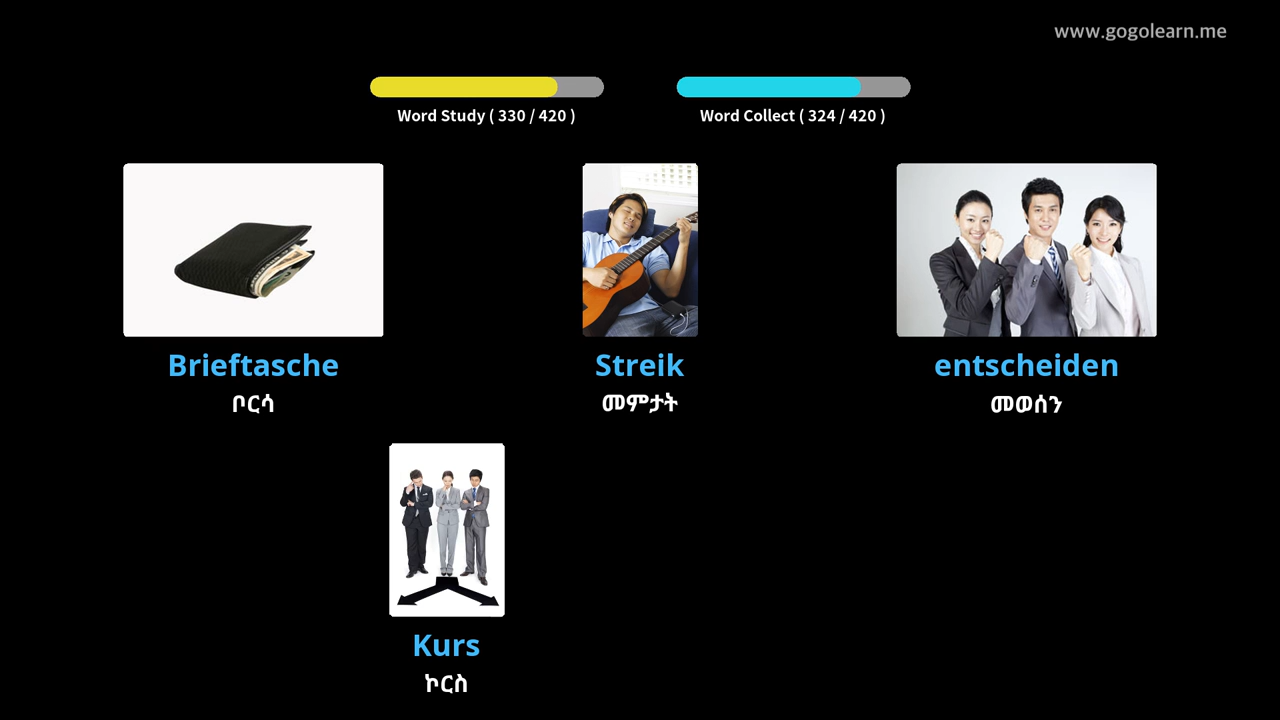 www.gogolearn.me
Word Study ( 330 / 420 )
Word Collect ( 324 / 420 )
Brieftasche
ቦርሳ
Streik
መምታት
entscheiden
መወሰን
Kurs
ኮርስ